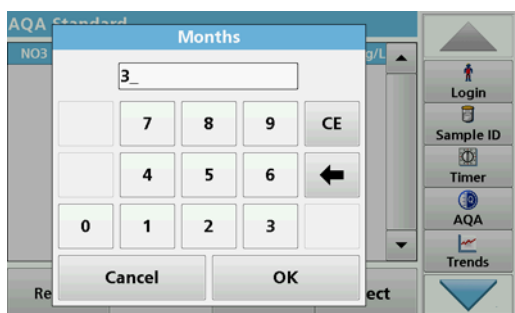 AQA Standard
Months
NO3
g/L
3_
7 8 9 CE
4 5 6
0 1 2 3
Cancel OK
Re
ect
Login
Sample ID
Timer
AQA
Trends